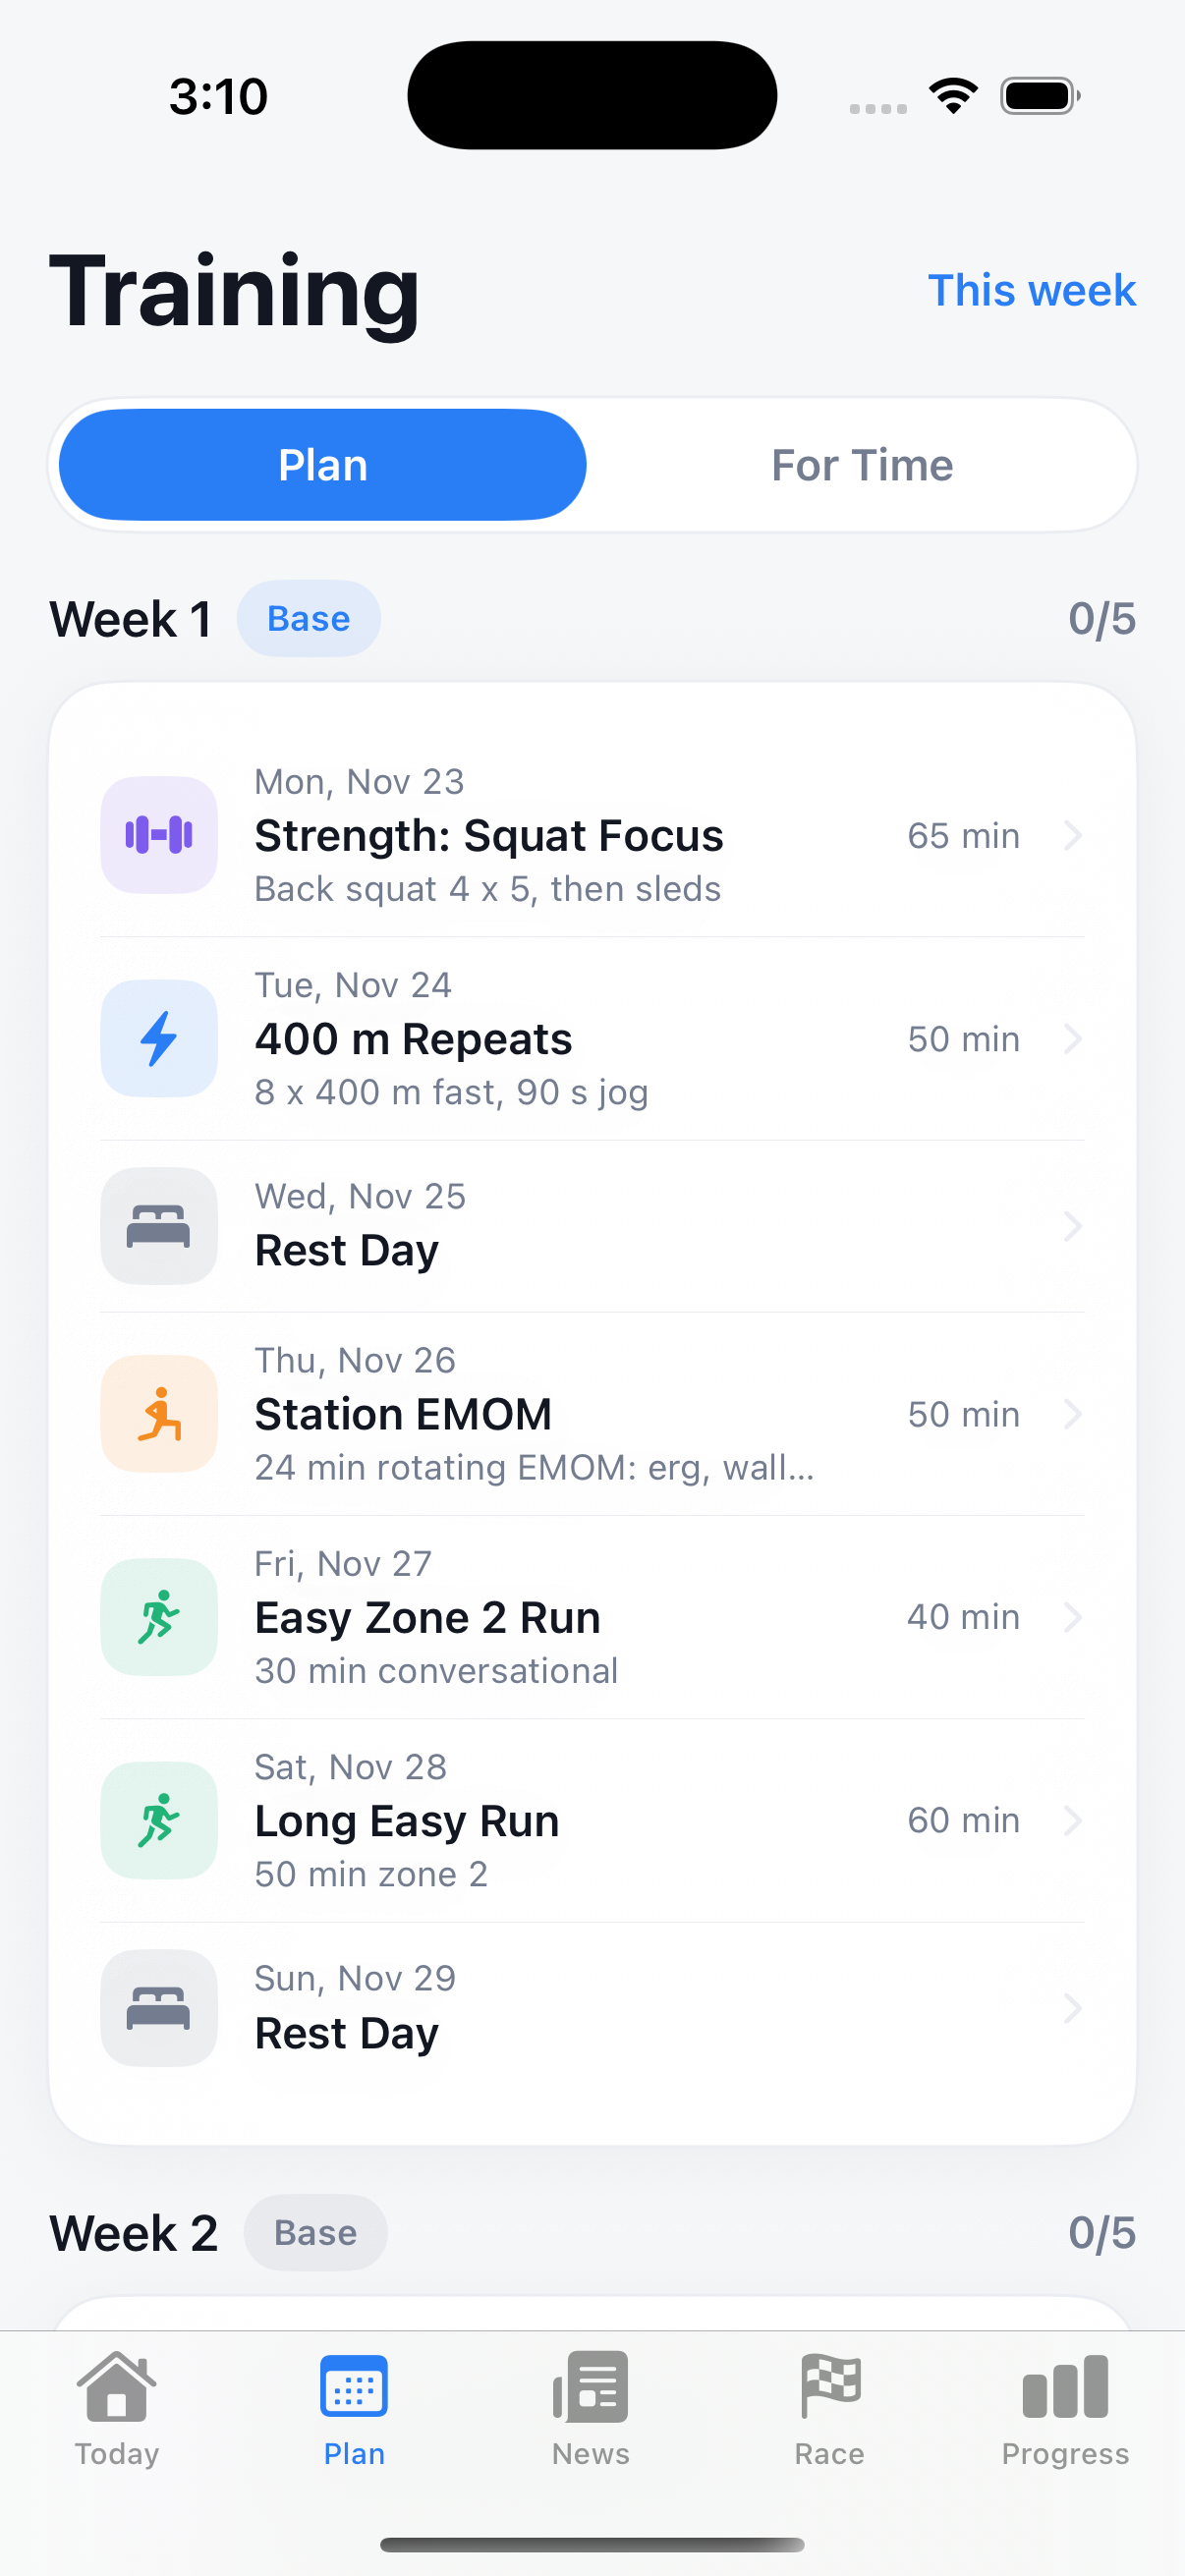 3:10
Training
This week
Plan
For Time
Week 1
Base
0/5
Mon, Nov 23
Strength: Squat Focus
65 min
Back squat 4 x 5, then sleds
Tue, Nov 24
400 m Repeats
50 min
8 x 400 m fast, 90 s jog
Wed, Nov 25
Rest Day
Thu, Nov 26
Station EMOM
50 min
24 min rotating EMOM: erg, wall...
Fri, Nov 27
Easy Zone 2 Run
40 min
30 min conversational
Sat, Nov 28
Long Easy Run
60 min
50 min zone 2
Sun, Nov 29
Rest Day
Week 2
Base
0/5
Today
Plan
News
Race
Progress